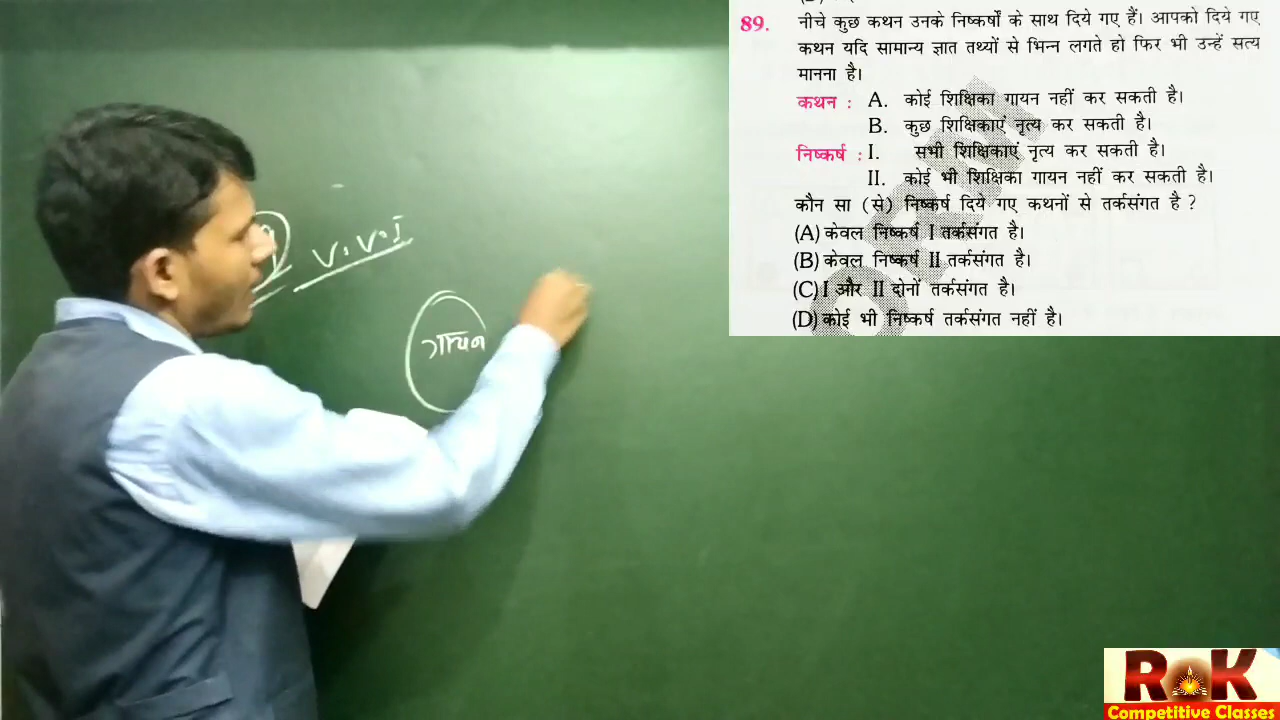 89. नीचे कुछ कथन उनके निष्कर्षों के साथ दिये गए हैं। आपको दिये गए
कथन यदि सामान्य ज्ञात तथ्यों से भिन्न लगते हो फिर भी उन्हें सत्य
मानना है।
कथन : A. कोई शिक्षिका गायन नहीं कर सकती है।
B. कुछ शिक्षिकाएं नृत्य कर सकती है।
निष्कर्ष : I. सभी शिक्षिकाएं नृत्य कर सकती है।
II. कोई भी शिक्षिका गायन नहीं कर सकती है।
कौन सा (से) निष्कर्ष दिये गए कथनों से तर्कसंगत है ?
(A) केवल निष्कर्ष I तर्कसंगत है।
(B) केवल निष्कर्ष II तर्कसंगत है।
(C) I और II दोनों तर्कसंगत है।
(D) कोई भी निष्कर्ष तर्कसंगत नहीं है।
V. V. I
गायन
RK
Competitive Classes